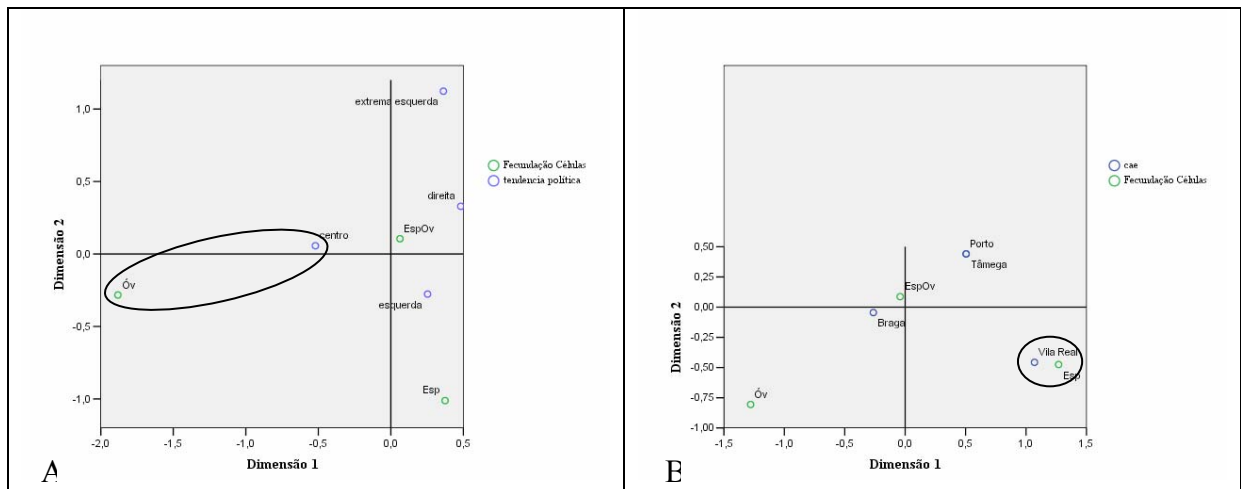 1,0
0,5
0,0
-0,5
-1,0
-2,0 -1,5 -1,0 -0,5 0,0 0,5
Dimensão 2
Dimensão 1
extrema esquerda
direita
EspOv
centro
Óv
esquerda
Esp
Fecundação Células
tendencia política
A
0,50
0,25
0,00
-0,25
-0,50
-0,75
-1,00
-1,5 -1,0 -0,5 0,0 0,5 1,0 1,5
Dimensão 2
Dimensão 1
Porto
Tâmega
EspOv
Braga
Vila Real
Esp
Óv
cae
Fecundação Células
B